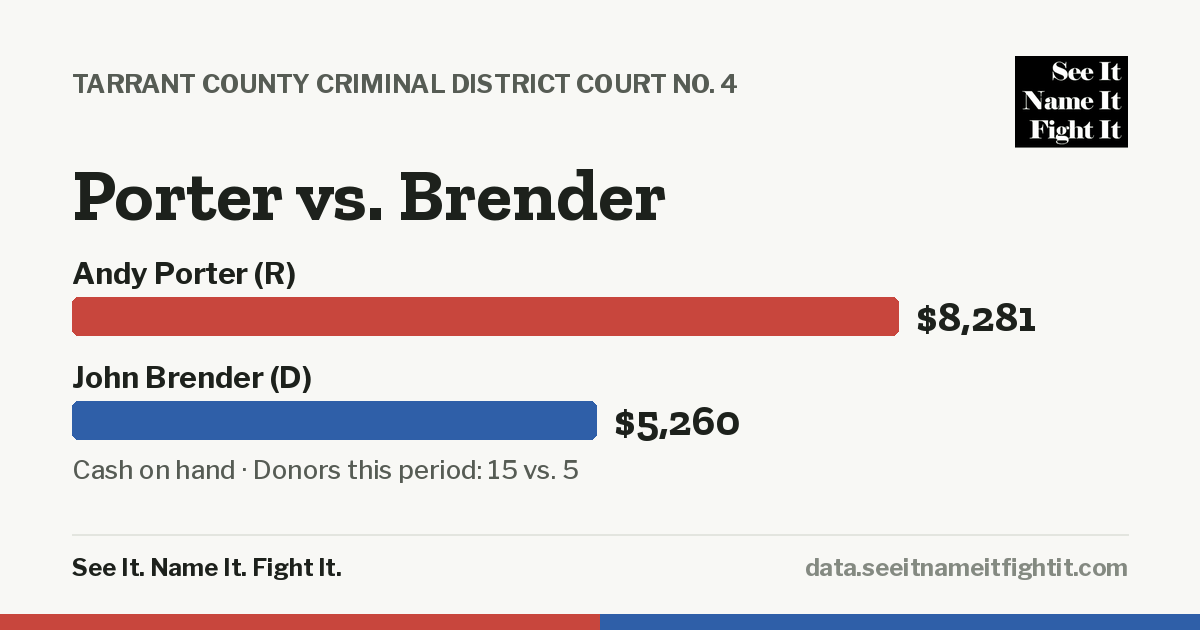 TARRANT COUNTY CRIMINAL DISTRICT COURT NO. 4
See It
Name It
Fight It
Porter vs. Brender
Andy Porter (R)
$8,281
John Brender (D)
$5,260
Cash on hand · Donors this period: 15 vs. 5
See It. Name It. Fight It.
data.seeitnameitfightit.com